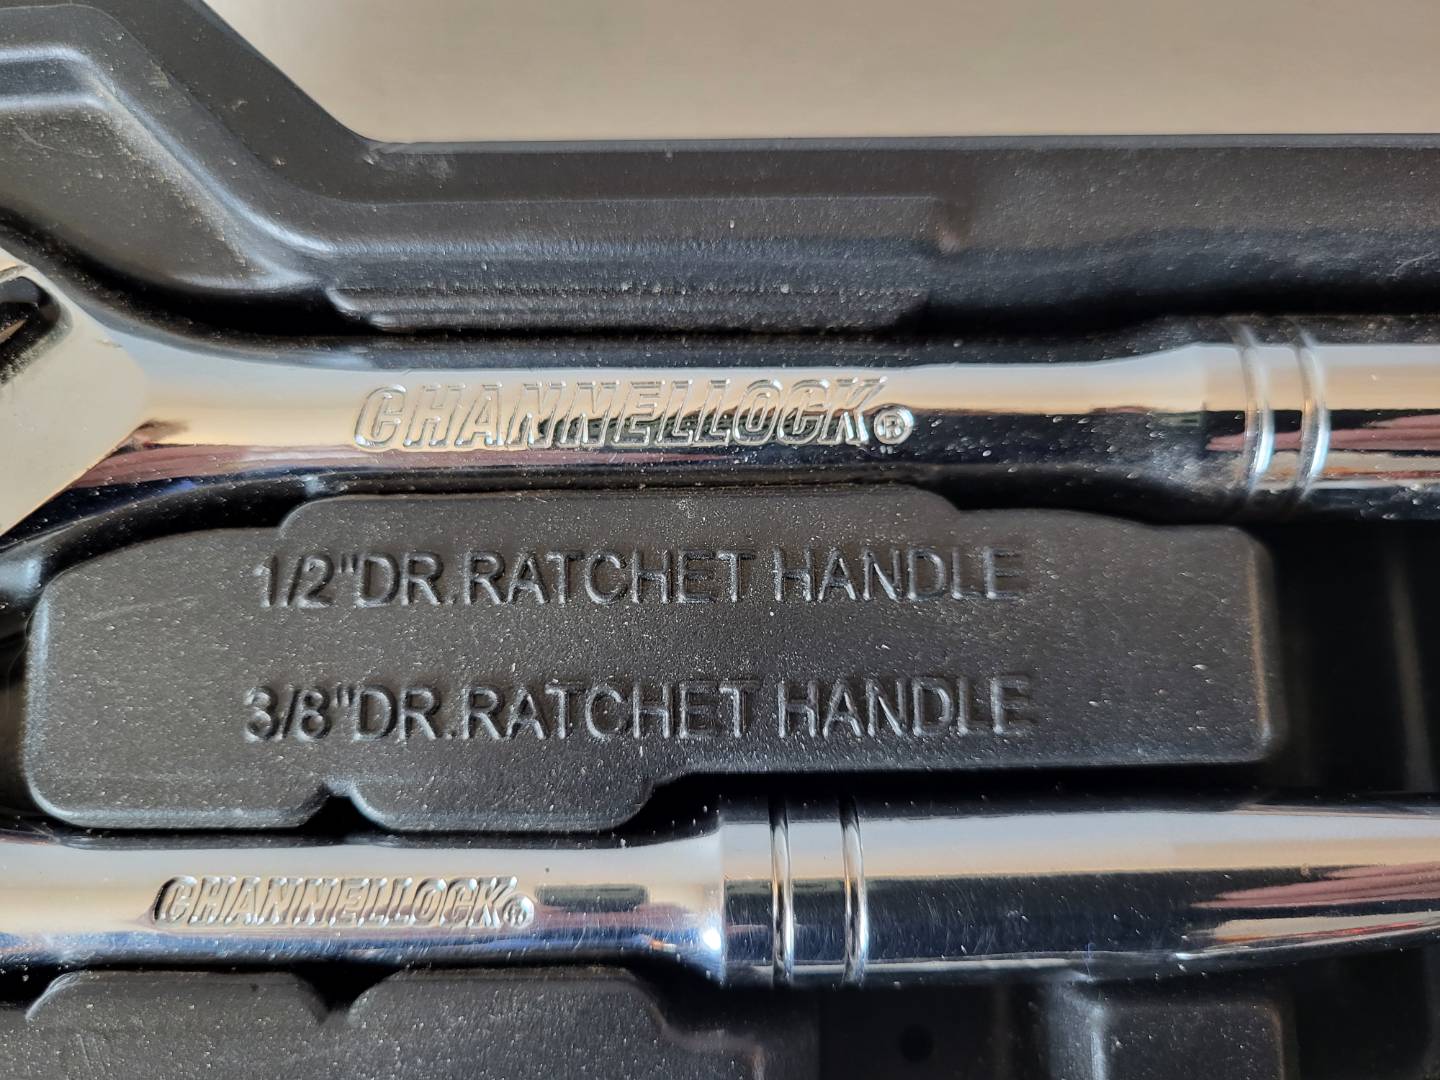 CHANNELLOCK®
1/2"DR.RATCHET HANDLE
3/8"DR.RATCHET HANDLE
CHANNELLOCK®